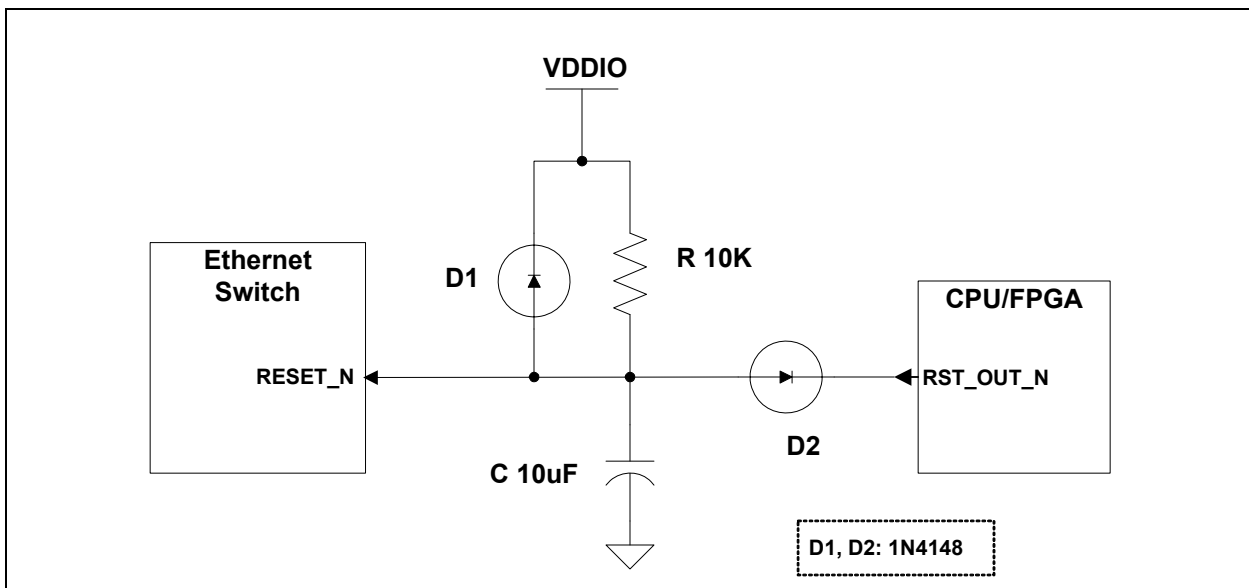 VDDIO
Ethernet
Switch
D1
R 10K
CPU/FPGA
RESET_N
RST_OUT_N
D2
C 10uF
D1, D2: 1N4148